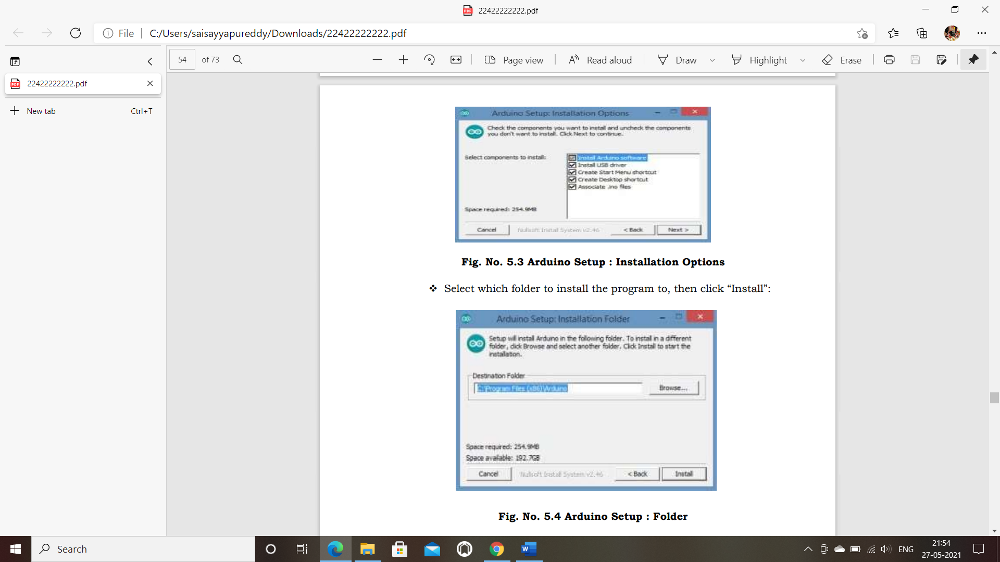 22422222222.pdf
File
C:/Users/saisayyapureddy/Downloads/22422222222.pdf
22422222222.pdf
New tab
Ctrl+T
54
of 73
Page view
Read aloud
Draw
Highlight
Erase
Arduino Setup: Installation Options
Check the components you want to install and uncheck the components
you don't want to install. Click Next to continue.
Select components to install:
Install Arduino software
Install USB driver
Create Start Menu shortcut
Create Desktop shortcut
Associate .ino files
Space required: 254.9MB
Cancel
Nullsoft Install System v2.46
< Back
Next >
Fig. No. 5.3 Arduino Setup : Installation Options
❖ Select which folder to install the program to, then click “Install”:
Arduino Setup: Installation Folder
Setup will install Arduino in the following folder. To install in a different
folder, click Browse and select another folder. Click Install to start the
installation.
Destination Folder
C:\Program Files (x86)\Arduino
Browse...
Space required: 254.9MB
Space available: 192.7GB
Cancel
Nullsoft Install System v2.46
< Back
Install
Fig. No. 5.4 Arduino Setup : Folder
Search
ENG
21:54
27-05-2021